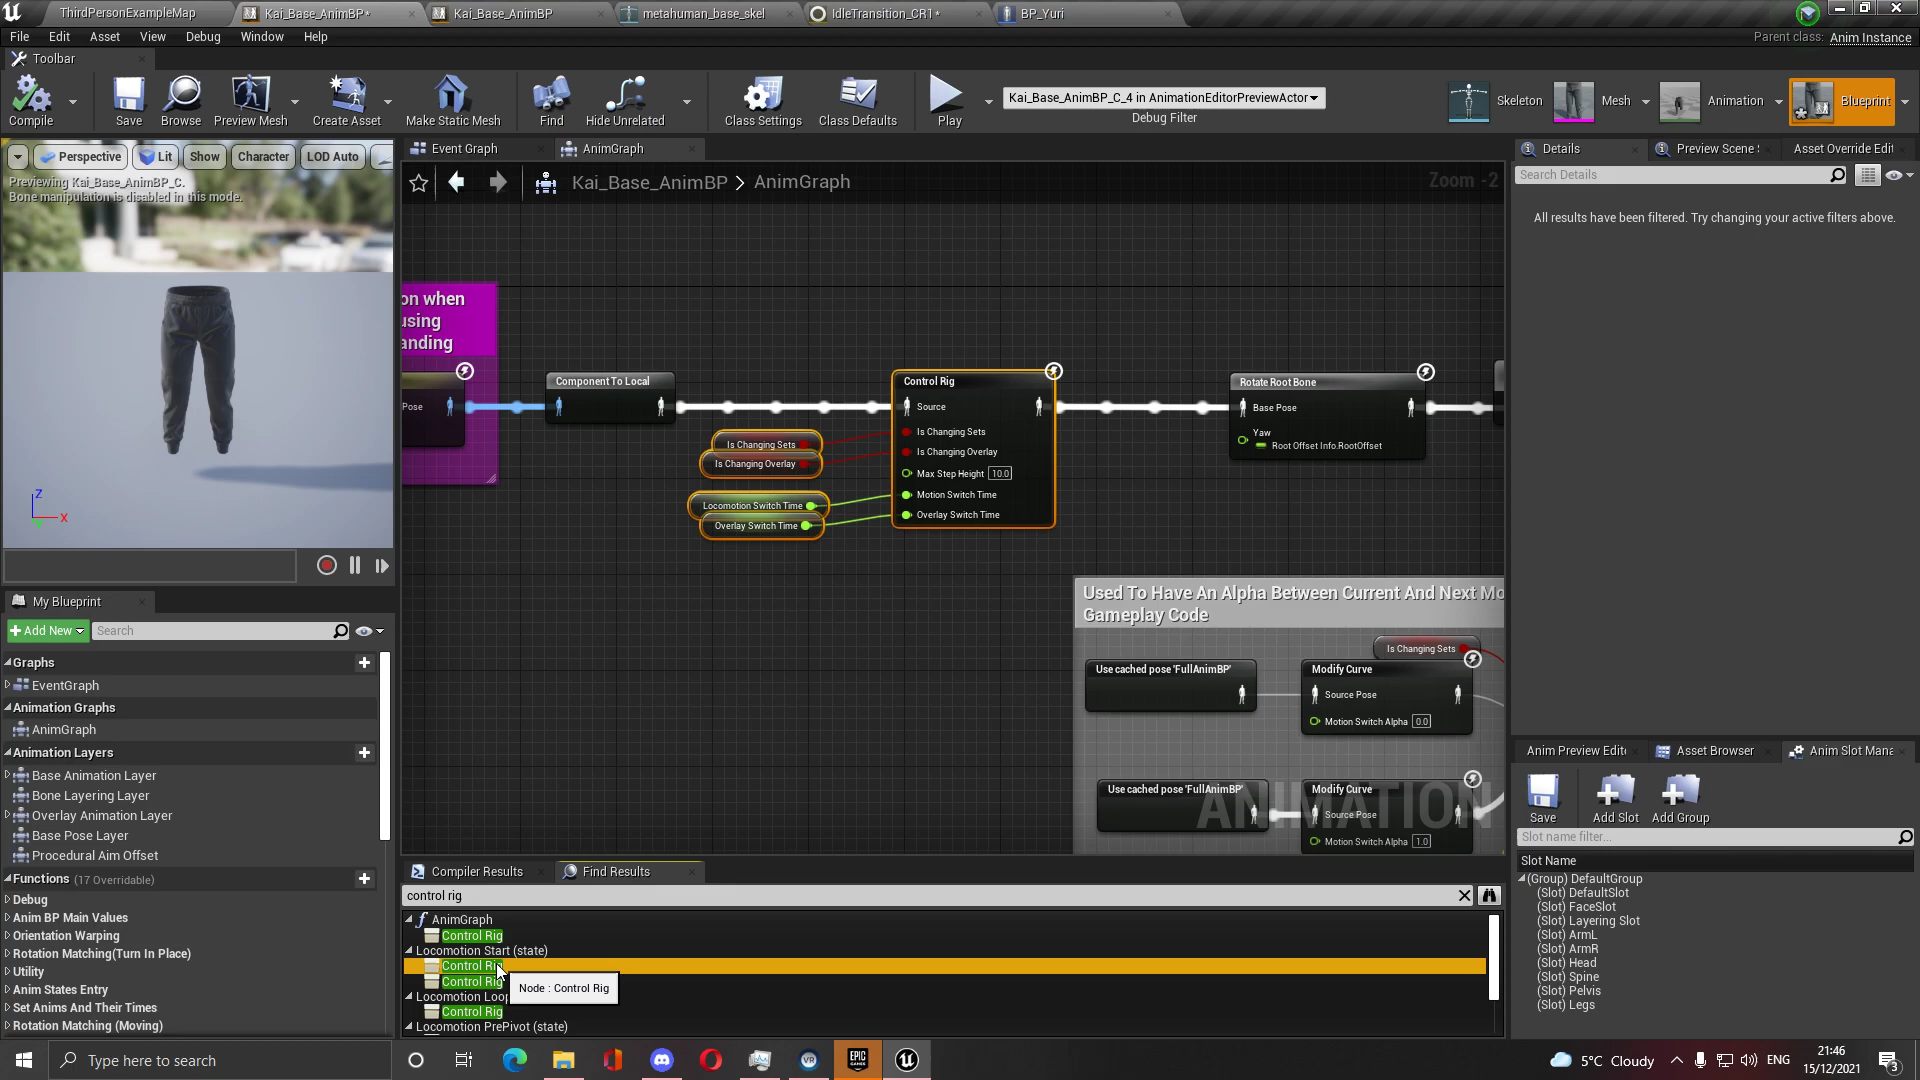 ThirdPersonExampleMap
Kai_Base_AnimBP*
Kai_Base_AnimBP
metahuman_base_skel
IdleTransition_CR1*
BP_Yuri
File Edit Asset View Debug Window Help
Parent class: Anim Instance
Toolbar
Compile
Save
Browse
Preview Mesh
Create Asset
Make Static Mesh
Find
Hide Unrelated
Class Settings
Class Defaults
Play
Kai_Base_AnimBP_C_4 in AnimationEditorPreviewActor
Debug Filter
Skeleton
Mesh
Animation
Blueprint
Perspective
Lit
Show
Character
LOD Auto
Previewing Kai_Base_AnimBP_C.
Bone manipulation is disabled in this mode.
Z
X
Event Graph
AnimGraph
Kai_Base_AnimBP > AnimGraph
Zoom -2
on when
using
anding
Pose
Component To Local
Is Changing Sets
Is Changing Overlay
Locomotion Switch Time
Overlay Switch Time
Control Rig
Source
Is Changing Sets
Is Changing Overlay
Max Step Height 10.0
Motion Switch Time
Overlay Switch Time
Rotate Root Bone
Base Pose
Yaw
Root Offset Info.RootOffset
Used To Have An Alpha Between Current And Next Mo
Gameplay Code
Is Changing Sets
Use cached pose 'FullAnimBP'
Modify Curve
Source Pose
Motion Switch Alpha 0.0
Use cached pose 'FullAnimBP'
Modify Curve
Source Pose
Motion Switch Alpha 1.0
ANIMATION
My Blueprint
Add New
Search
Graphs
EventGraph
Animation Graphs
AnimGraph
Animation Layers
Base Animation Layer
Bone Layering Layer
Overlay Animation Layer
Base Pose Layer
Procedural Aim Offset
Functions (17 Overridable)
Debug
Anim BP Main Values
Orientation Warping
Rotation Matching(Turn In Place)
Utility
Anim States Entry
Set Anims And Their Times
Rotation Matching (Moving)
Compiler Results
Find Results
control rig
AnimGraph
Control Rig
Locomotion Start (state)
Control Rig
Control Rig
Node : Control Rig
Locomotion Loop
Control Rig
Locomotion PrePivot (state)
Details
Preview Scene
Asset Override Edit
Search Details
All results have been filtered. Try changing your active filters above.
Anim Preview Edit
Asset Browser
Anim Slot Mana
Save
Add Slot
Add Group
Slot name filter...
Slot Name
(Group) DefaultGroup
(Slot) DefaultSlot
(Slot) FaceSlot
(Slot) Layering Slot
(Slot) ArmL
(Slot) ArmR
(Slot) Head
(Slot) Spine
(Slot) Pelvis
(Slot) Legs
Type here to search
EPIC
GAMES
5°C Cloudy
ENG
21:46
15/12/2021
3